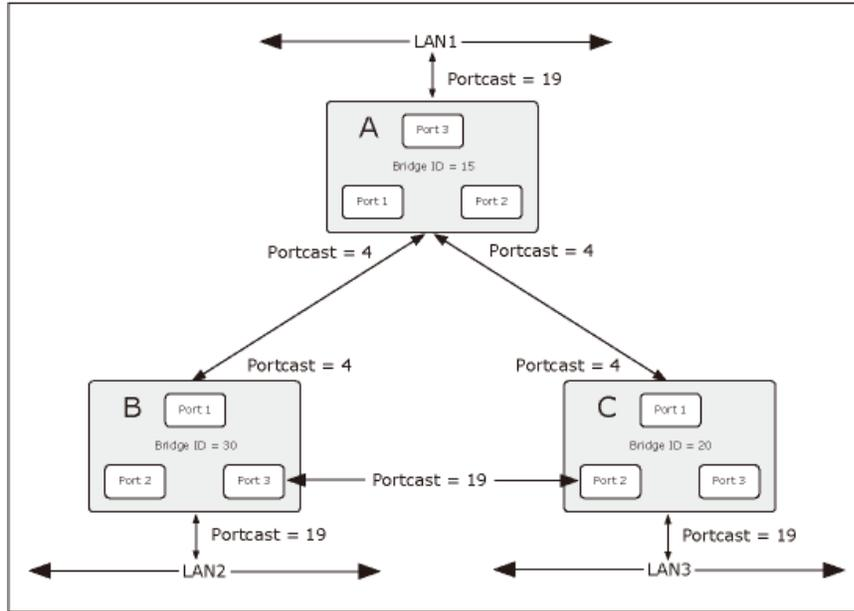 LAN1
Portcast = 19
A
Port 3
Bridge ID = 15
Port 1
Port 2
Portcast = 4
Portcast = 4
Portcast = 4
Portcast = 4
B
Port 1
Bridge ID = 30
Port 2
Port 3
Portcast = 19
C
Port 1
Bridge ID = 20
Port 2
Port 3
Portcast = 19
LAN2
Portcast = 19
LAN3